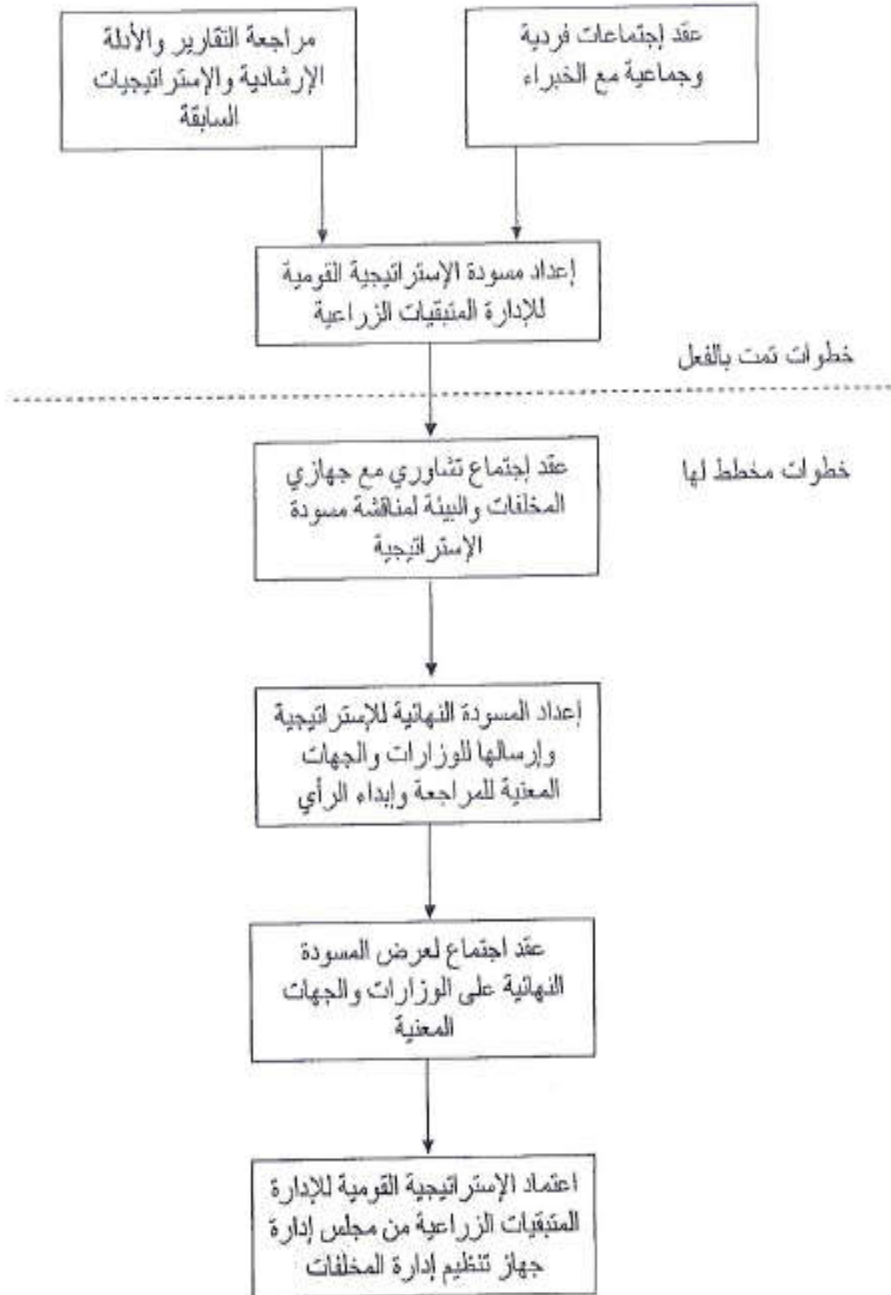 عقد إجتماعات فردية
وجماعية مع الخبراء
مراجعة التقارير والأدلة
الإرشادية والإستراتيجيات
السابقة
إعداد مسودة الإستراتيجية القومية
للإدارة المتبقيات الزراعية
خطوات تمت بالفعل
خطوات مخطط لها
عقد إجتماع تشاوري مع جهازي
المخلفات والبيئة لمناقشة مسودة
الإستراتيجية
إعداد المسودة النهائية للإستراتيجية
وإرسالها للوزارات والجهات
المعنية للمراجعة وإبداء الرأي
عقد اجتماع لعرض المسودة
النهائية على الوزارات والجهات
المعنية
اعتماد الإستراتيجية القومية للإدارة
المتبقيات الزراعية من مجلس إدارة
جهاز تنظيم إدارة المخلفات